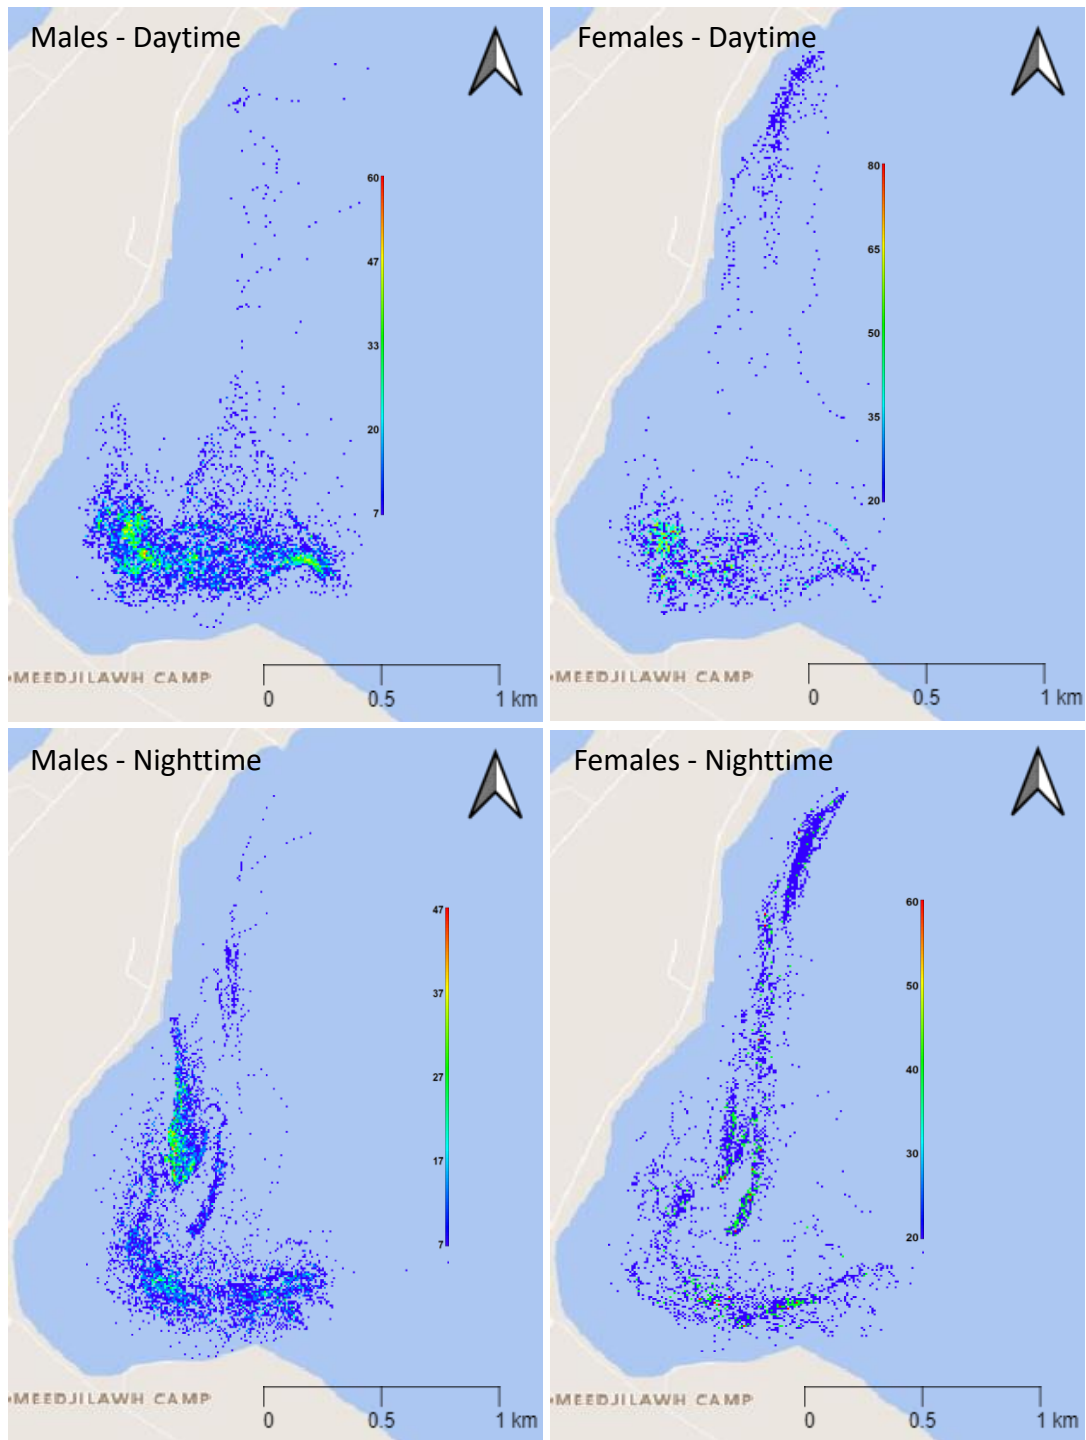 Males - Daytime
60
47
33
20
7
MEEDJILAWH CAMP
0 0.5 1 km
Females - Daytime
80
65
50
35
20
MEEDJILAWH CAMP
0 0.5 1 km
Males - Nighttime
47
37
27
17
7
MEEDJILAWH CAMP
0 0.5 1 km
Females - Nighttime
60
50
40
30
20
MEEDJILAWH CAMP
0 0.5 1 km